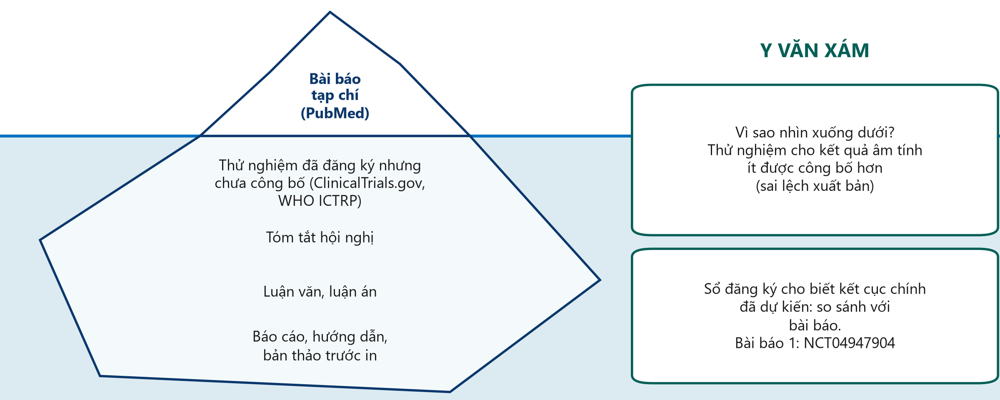 Bài báo
tạp chí
(PubMed)
Thử nghiệm đã đăng ký nhưng
chưa công bố (ClinicalTrials.gov,
WHO ICTRP)
Tóm tắt hội nghị
Luận văn, luận án
Báo cáo, hướng dẫn,
bản thảo trước in
Y VĂN XÁM
Vì sao nhìn xuống dưới?
Thử nghiệm cho kết quả âm tính
ít được công bố hơn
(sai lệch xuất bản)
Sổ đăng ký cho biết kết cục chính
đã dự kiến: so sánh với
bài báo.
Bài báo 1: NCT04947904